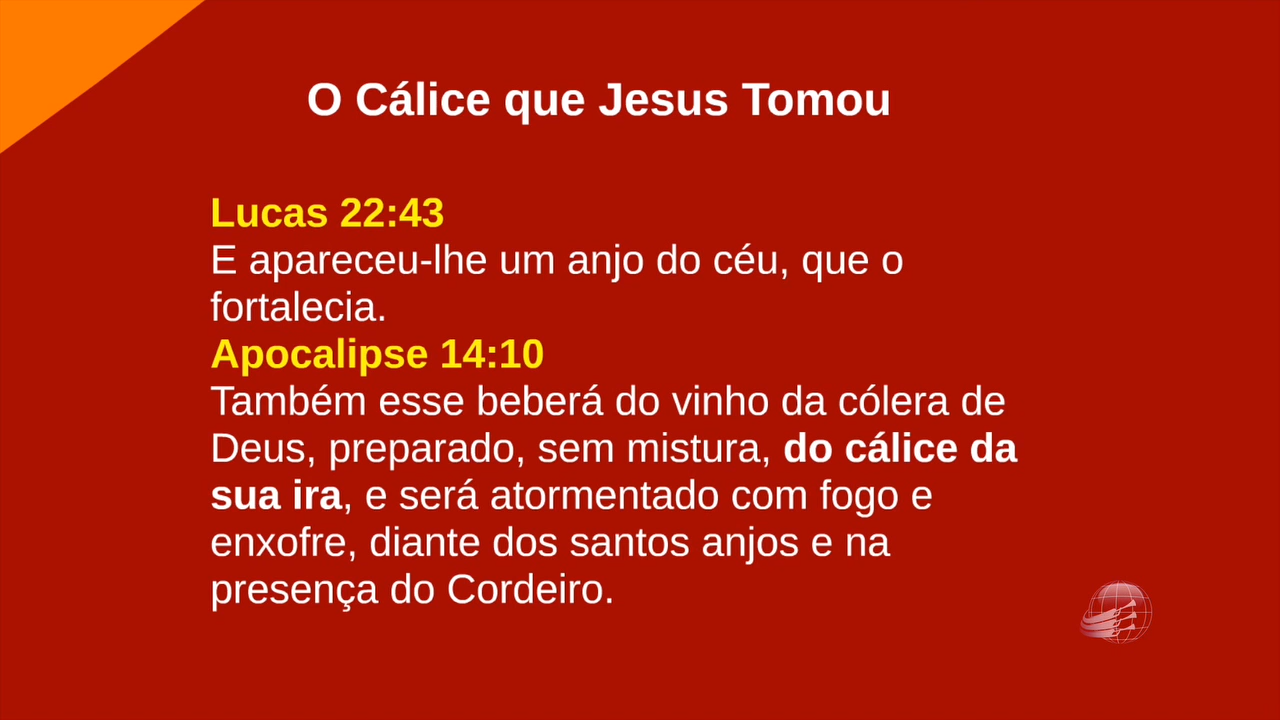 O Cálice que Jesus Tomou
Lucas 22:43
E apareceu-lhe um anjo do céu, que o
fortalecia.
Apocalipse 14:10
Também esse beberá do vinho da cólera de
Deus, preparado, sem mistura, do cálice da
sua ira, e será atormentado com fogo e
enxofre, diante dos santos anjos e na
presença do Cordeiro.